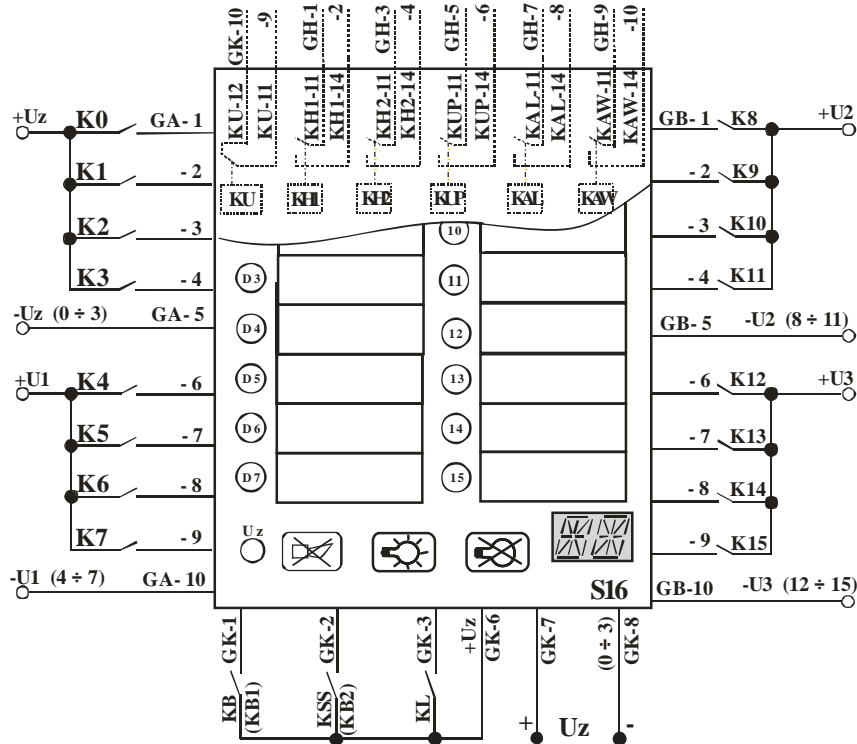 GK-10 -9 GH-1 -2 GH-3 -4 GH-5 -6 GH-7 -8 GH-9 -10
KU-12 KU-11 KH1-11 KH1-14 KH2-11 KH2-14 KUP-11 KUP-14 KAL-11 KAL-14 KAW-11 KAW-14
+Uz K0 GA- 1 GB- 1 K8 +U2
K1 - 2 - 2 K9
KU KH1 KH2 KUP KAL KAW
K2 - 3 10 - 3 K10
K3 - 4 D3 11 - 4 K11
-Uz (0 ÷ 3) GA- 5 D4 12 GB- 5 -U2 (8 ÷ 11)
+U1 K4 - 6 D5 13 - 6 K12 +U3
K5 - 7 D6 14 - 7 K13
K6 - 8 D7 15 - 8 K14
Uz
K7 - 9 - 9 K15
-U1 (4 ÷ 7) GA- 10 S16 GB-10 -U3 (12 ÷ 15)
GK-1 GK-2 GK-3 +Uz GK-6 GK-7 (0 ÷ 3) GK-8
KB (KB1) KSS (KB2) KL
+ Uz -